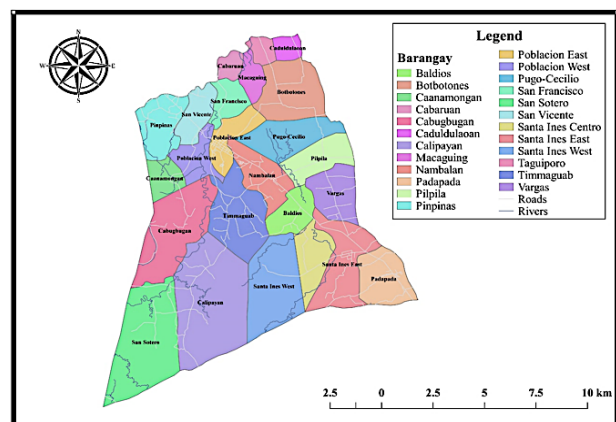 N
W
E
S
Caduldulaoan
Cabaruan
Macaguing
Botbotones
San Francisco
San Vicente
Pinpinas
Poblacion East
Pugo-Cecilio
Poblacion West
Pilpila
Caanamongan
Nambalan
Vargas
Cabugbugan
Timmaguab
Baldios
Santa Ines East
Padapada
Santa Ines West
Calipayan
San Sotero
Legend
Barangay
Baldios
Botbotones
Caanamongan
Cabaruan
Cabugbugan
Caduldulaoan
Calipayan
Macaguing
Nambalan
Padapada
Pilpila
Pinpinas
Poblacion East
Poblacion West
Pugo-Cecilio
San Francisco
San Sotero
San Vicente
Santa Ines Centro
Santa Ines East
Santa Ines West
Taguiporo
Timmaguab
Vargas
Roads
Rivers
2.5 0 2.5 5 7.5 10 km